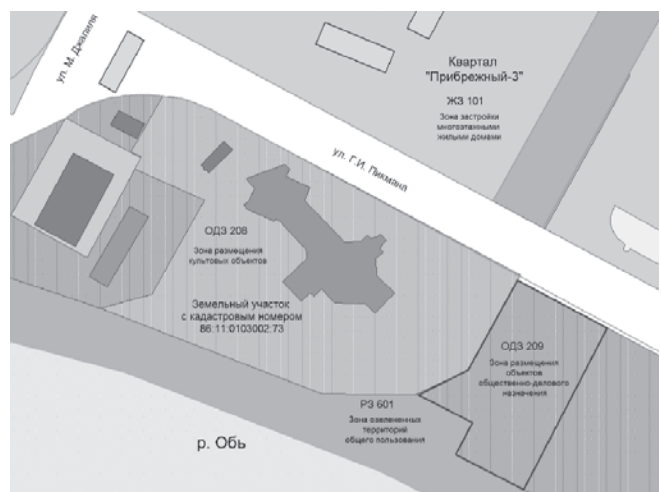 ул. М. Джалиля
Квартал
"Прибрежный-3"
ЖЗ 101
Зона застройки
многоэтажными
жилыми домами
ул. Г.И. Пикмана
ОДЗ 208
Зона размещения
культовых объектов
Земельный участок
с кадастровым номером
86:11:0103002:73
ОДЗ 209
Зона размещения
объектов
общественно-делового
назначения
РЗ 601
Зона озелененных
территорий
общего пользования
р. Обь